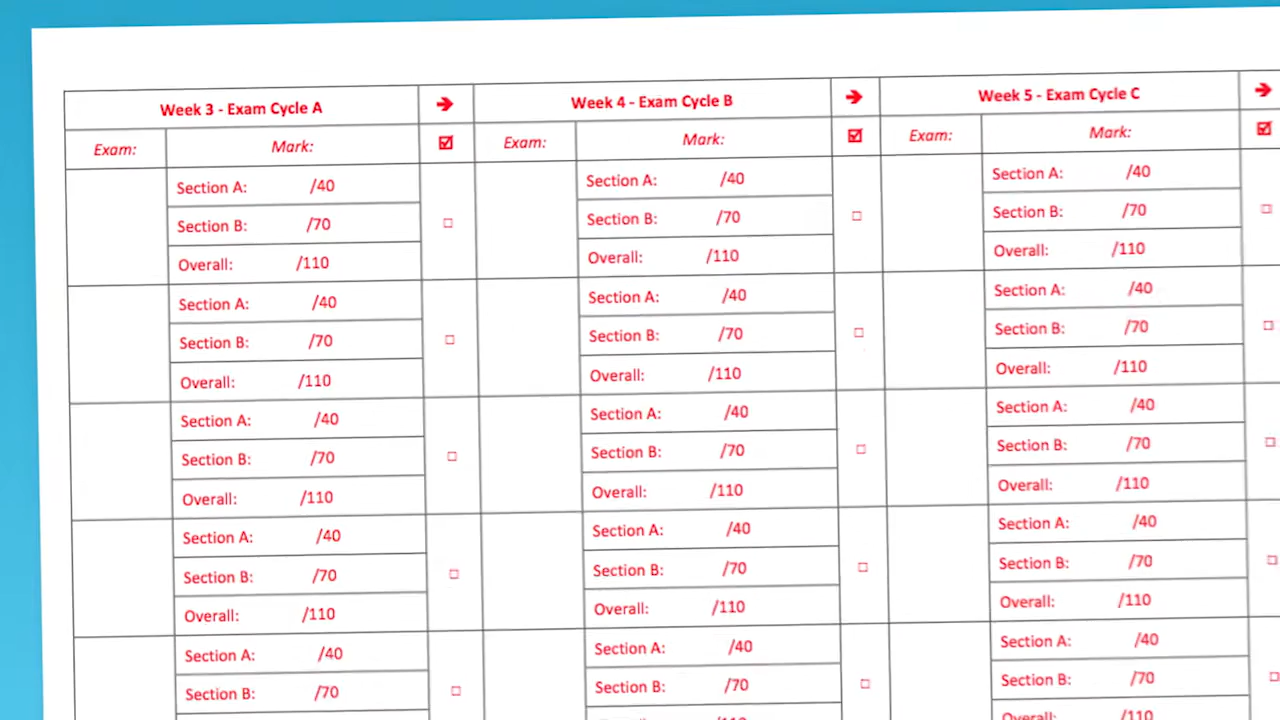 Week 3 - Exam Cycle A → Week 4 - Exam Cycle B → Week 5 - Exam Cycle C →
Exam: Mark: ☑ Exam: Mark: ☑ Exam: Mark: ☑
Section A: /40 Section A: /40 Section A: /40
Section B: /70 ☐ Section B: /70 ☐ Section B: /70 ☐
Overall: /110 Overall: /110 Overall: /110
Section A: /40 Section A: /40 Section A: /40
Section B: /70 ☐ Section B: /70 ☐ Section B: /70 ☐
Overall: /110 Overall: /110 Overall: /110
Section A: /40 Section A: /40 Section A: /40
Section B: /70 ☐ Section B: /70 ☐ Section B: /70 ☐
Overall: /110 Overall: /110 Overall: /110
Section A: /40 Section A: /40 Section A: /40
Section B: /70 ☐ Section B: /70 ☐ Section B: /70 ☐
Overall: /110 Overall: /110 Overall: /110
Section A: /40 Section A: /40 Section A: /40
Section B: /70 ☐ Section B: /70 ☐ Section B: /70 ☐
Overall: /110